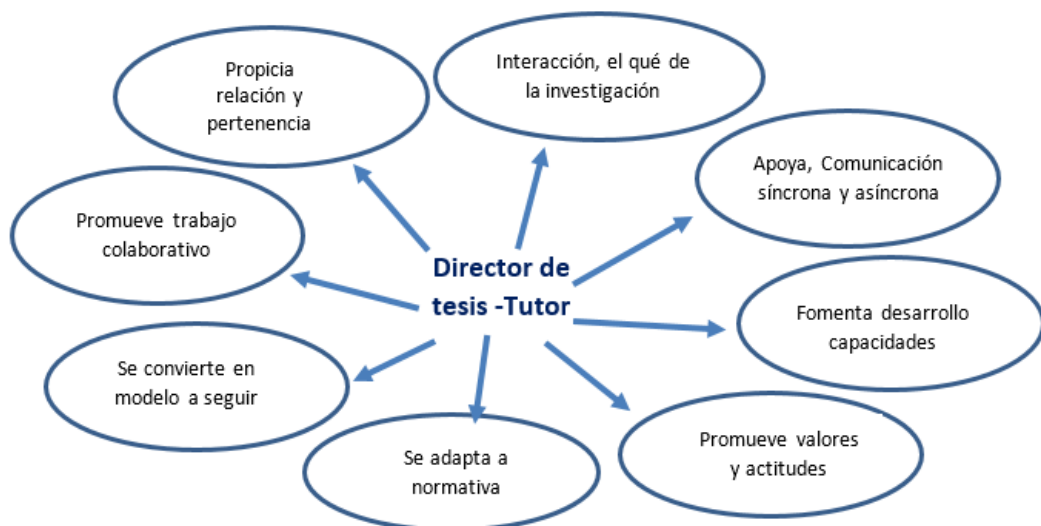 Propicia
relación y
pertenencia
Interacción, el qué de
la investigación
Apoya, Comunicación
síncrona y asíncrona
Promueve trabajo
colaborativo
Director de
tesis -Tutor
Fomenta desarrollo
capacidades
Se convierte en
modelo a seguir
Se adapta a
normativa
Promueve valores
y actitudes